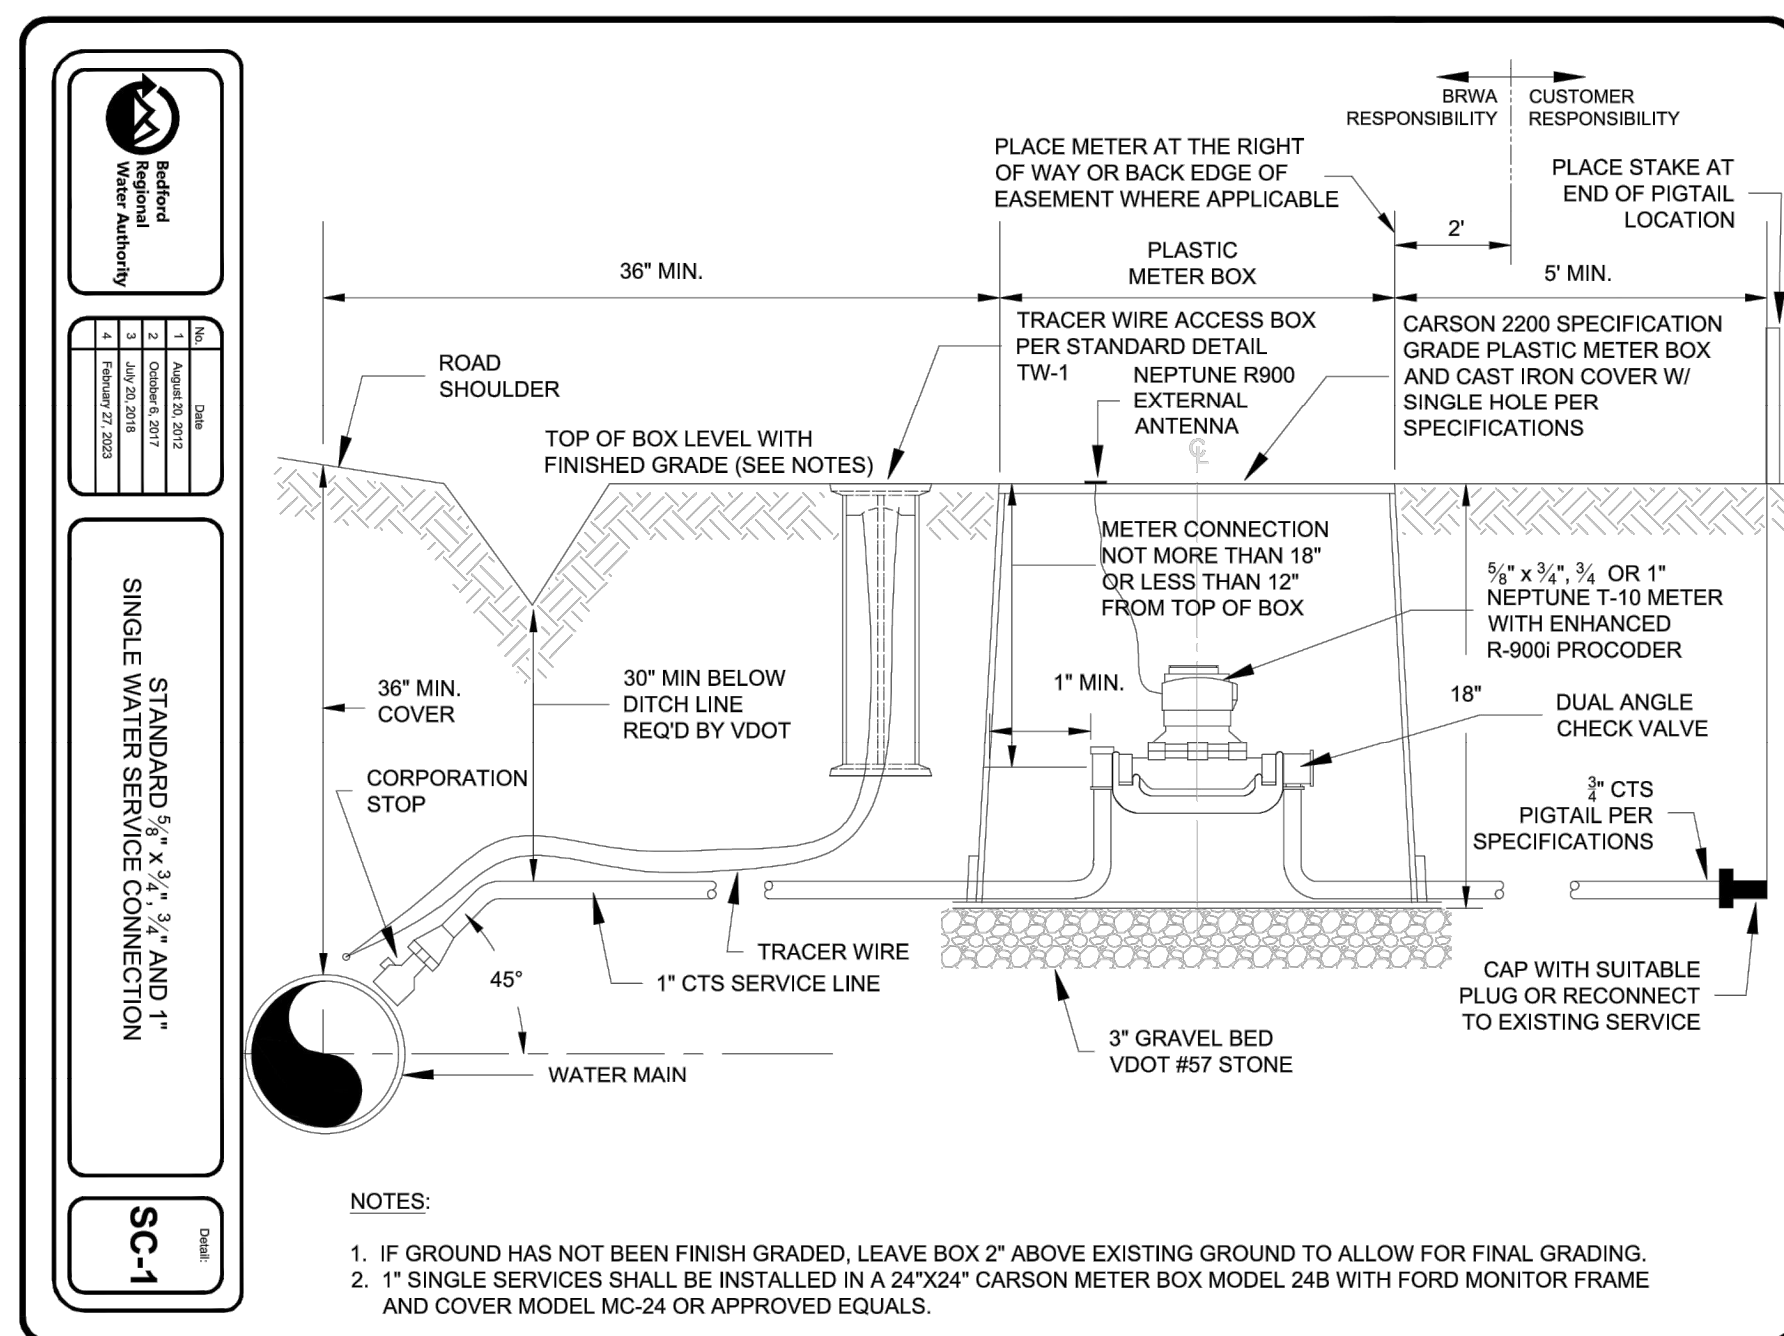 Bedford
Regional
Water Authority
No. Date
1 August 20, 2012
2 October 6, 2017
3 July 20, 2018
4 February 27, 2023
STANDARD 5/8" x 3/4", 3/4" AND 1"
SINGLE WATER SERVICE CONNECTION
Detail:
SC-1
BRWA
RESPONSIBILITY
CUSTOMER
RESPONSIBILITY
PLACE METER AT THE RIGHT
OF WAY OR BACK EDGE OF
EASEMENT WHERE APPLICABLE
PLACE STAKE AT
END OF PIGTAIL
LOCATION
2'
36" MIN.
PLASTIC
METER BOX
5' MIN.
TRACER WIRE ACCESS BOX
PER STANDARD DETAIL
TW-1
CARSON 2200 SPECIFICATION
GRADE PLASTIC METER BOX
AND CAST IRON COVER W/
SINGLE HOLE PER
SPECIFICATIONS
ROAD
SHOULDER
NEPTUNE R900
EXTERNAL
ANTENNA
TOP OF BOX LEVEL WITH
FINISHED GRADE (SEE NOTES)
CL
METER CONNECTION
NOT MORE THAN 18"
OR LESS THAN 12"
FROM TOP OF BOX
5/8" x 3/4", 3/4 OR 1"
NEPTUNE T-10 METER
WITH ENHANCED
R-900i PROCODER
36" MIN.
COVER
30" MIN BELOW
DITCH LINE
REQ'D BY VDOT
1" MIN.
18"
DUAL ANGLE
CHECK VALVE
CORPORATION
STOP
3/4" CTS
PIGTAIL PER
SPECIFICATIONS
TRACER WIRE
45°
1" CTS SERVICE LINE
CAP WITH SUITABLE
PLUG OR RECONNECT
TO EXISTING SERVICE
3" GRAVEL BED
VDOT #57 STONE
WATER MAIN
NOTES:
1. IF GROUND HAS NOT BEEN FINISH GRADED, LEAVE BOX 2" ABOVE EXISTING GROUND TO ALLOW FOR FINAL GRADING.
2. 1" SINGLE SERVICES SHALL BE INSTALLED IN A 24"X24" CARSON METER BOX MODEL 24B WITH FORD MONITOR FRAME
AND COVER MODEL MC-24 OR APPROVED EQUALS.